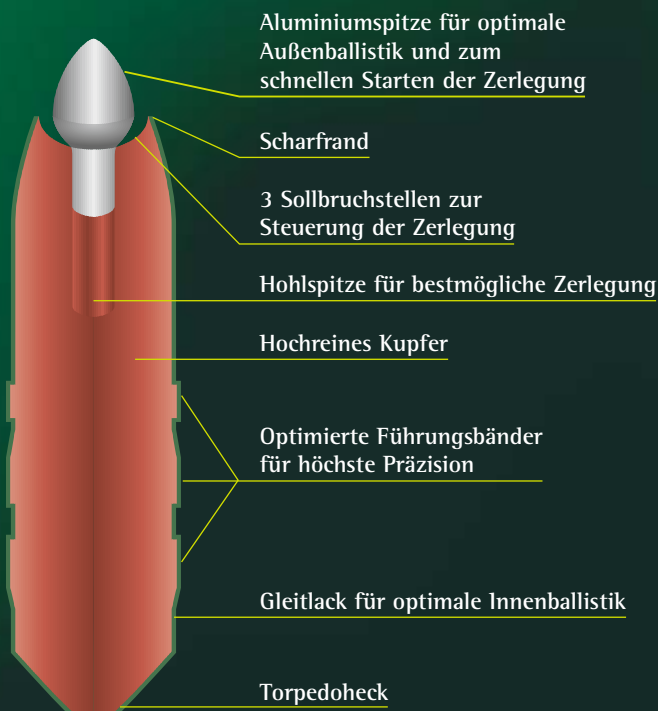 Aluminiumspitze für optimale
Außenballistik und zum
schnellen Starten der Zerlegung
Scharfrand
3 Sollbruchstellen zur
Steuerung der Zerlegung
Hohlspitze für bestmögliche Zerlegung
Hochreines Kupfer
Optimierte Führungsbänder
für höchste Präzision
Gleitlack für optimale Innenballistik
Torpedoheck